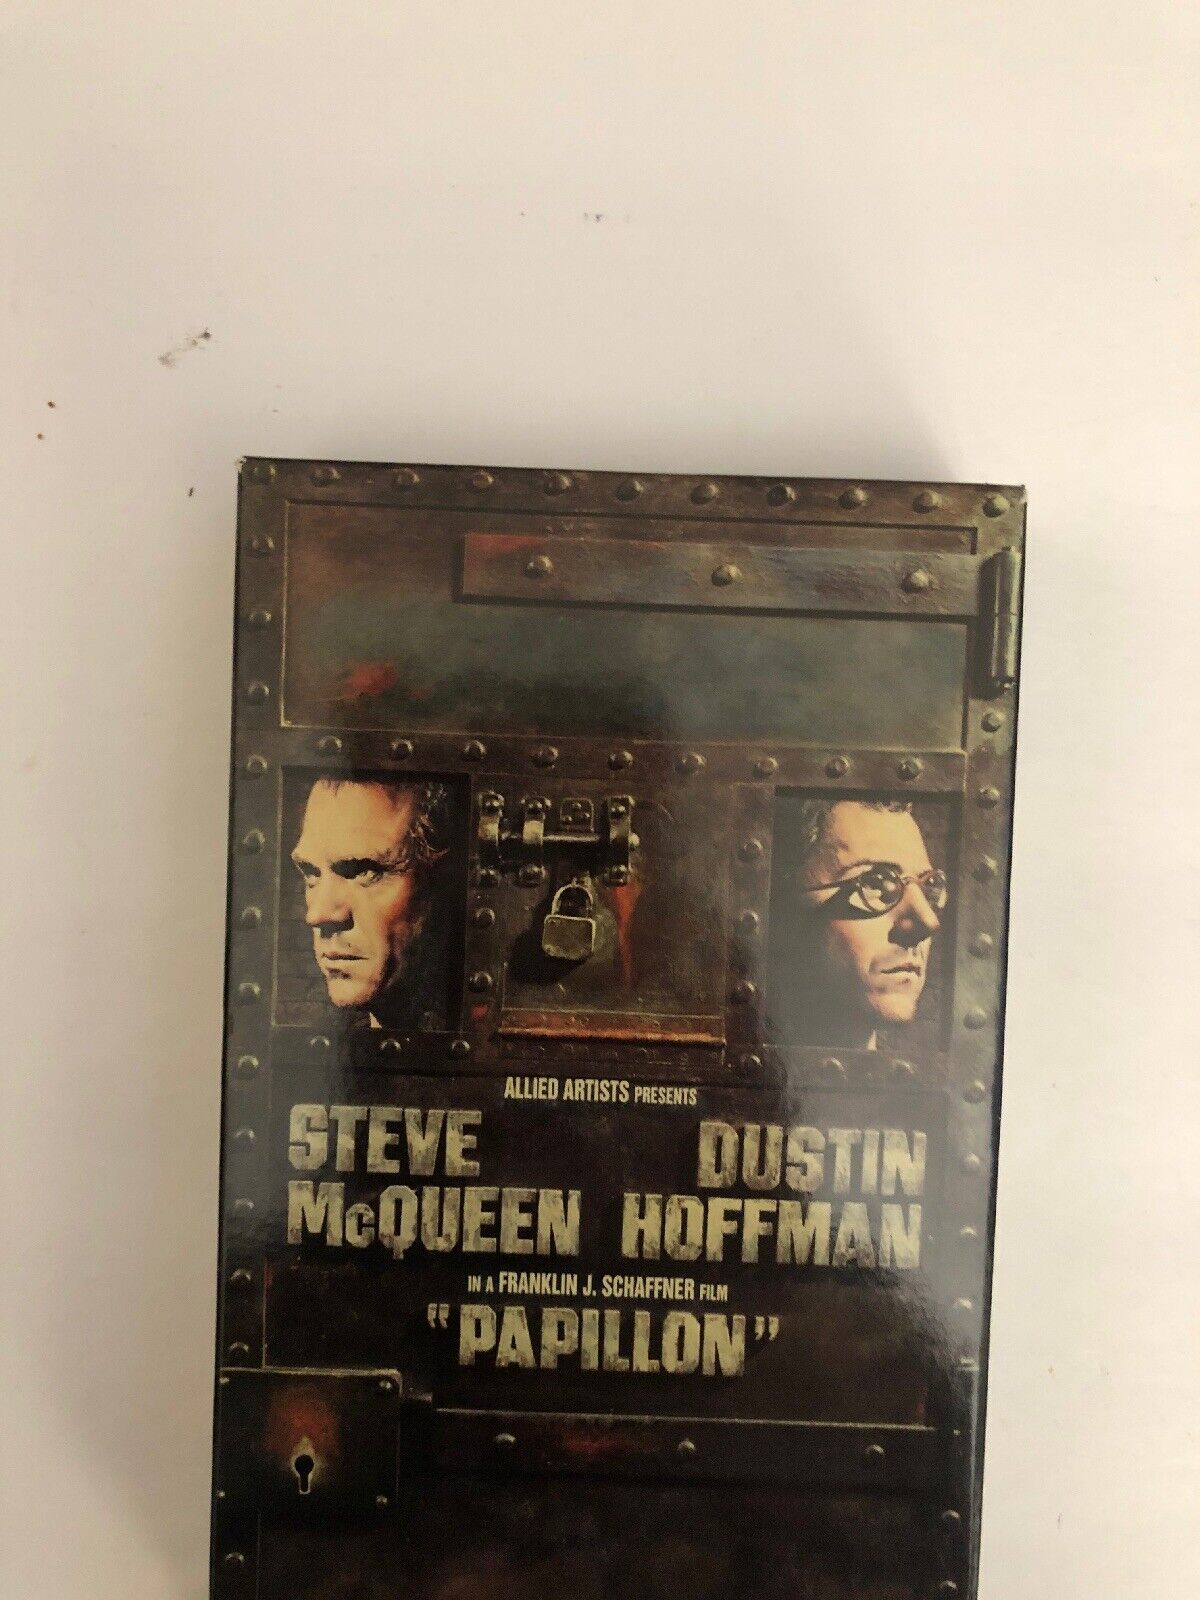 ALLIED ARTISTS PRESENTS
STEVE DUSTIN
McQUEEN HOFFMAN
IN A FRANKLIN J. SCHAFFNER FILM
"PAPILLON"